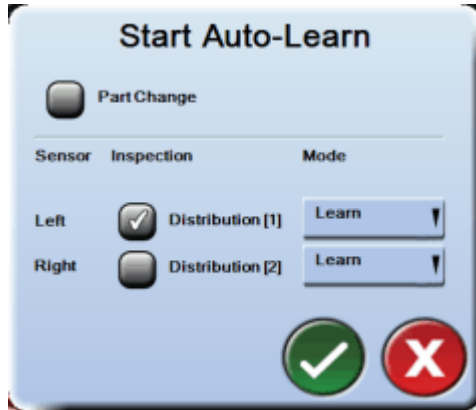 Start Auto-Learn
Part Change
Sensor Inspection Mode
Left Distribution [1] Learn
Right Distribution [2] Learn